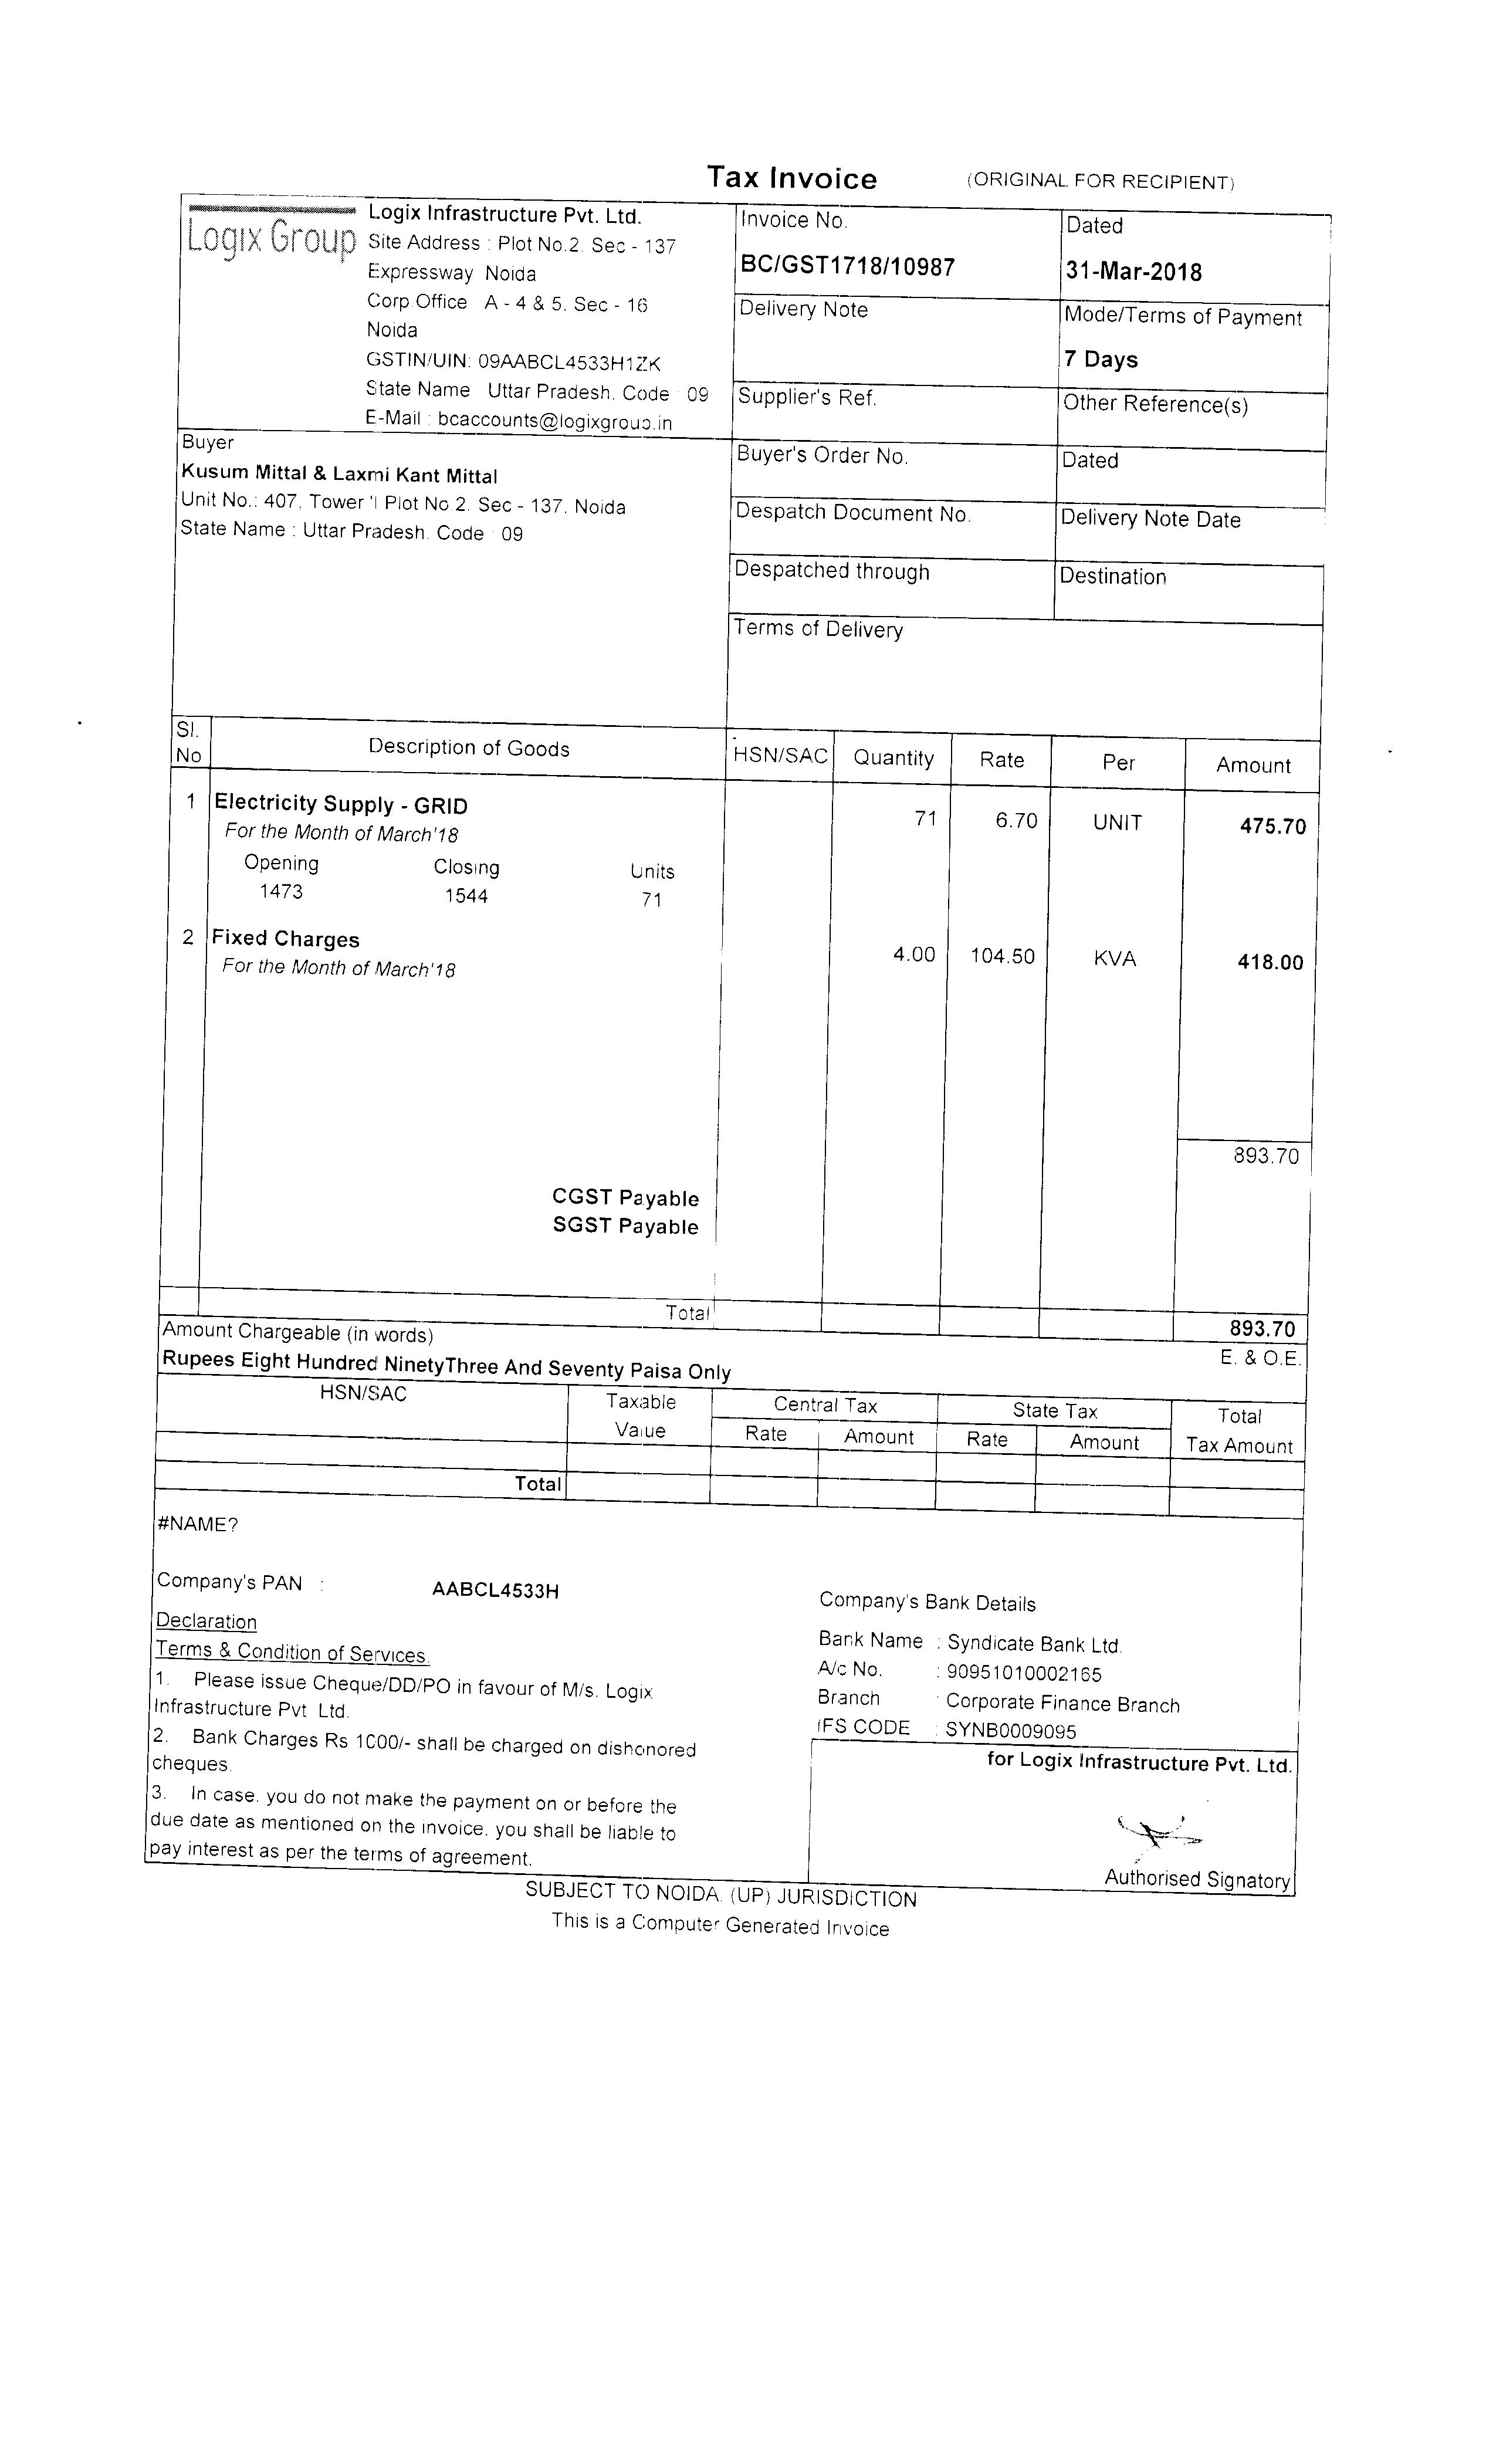 Tax Invoice (ORIGINAL FOR RECIPIENT)
Logix Group
Logix Infrastructure Pvt. Ltd.
Site Address : Plot No.2. Sec - 137
Expressway Noida
Corp.Office A - 4 & 5. Sec - 16
Noida
GSTIN/UIN: 09AABCL4533H1ZK
State Name Uttar Pradesh. Code : 09
E-Mail : bcaccounts@logixgroup.in
Invoice No.
BC/GST1718/10987
Dated
31-Mar-2018
Delivery Note
Mode/Terms of Payment
7 Days
Supplier's Ref.
Other Reference(s)
Buyer
Kusum Mittal & Laxmi Kant Mittal
Unit No.: 407, Tower 'I Plot No.2. Sec - 137. Noida
State Name : Uttar Pradesh. Code : 09
Buyer's Order No.
Dated
Despatch Document No.
Delivery Note Date
Despatched through
Destination
Terms of Delivery
Sl. No Description of Goods HSN/SAC Quantity Rate Per Amount
1 Electricity Supply - GRID 71 6.70 UNIT 475.70
For the Month of March'18
Opening Closing Units
1473 1544 71
2 Fixed Charges 4.00 104.50 KVA 418.00
For the Month of March'18
893.70
CGST Payable
SGST Payable
Total 893.70
Amount Chargeable (in words) E. & O.E.
Rupees Eight Hundred NinetyThree And Seventy Paisa Only
HSN/SAC Taxable Value Central Tax State Tax Total Tax Amount
Rate Amount Rate Amount
Total
#NAME?
Company's PAN : AABCL4533H
Declaration
Terms & Condition of Services.
1. Please issue Cheque/DD/PO in favour of M/s. Logix
Infrastructure Pvt Ltd.
2. Bank Charges Rs 1000/- shall be charged on dishonored
cheques.
3. In case. you do not make the payment on or before the
due date as mentioned on the invoice. you shall be liable to
pay interest as per the terms of agreement.
Company's Bank Details
Bank Name : Syndicate Bank Ltd.
A/c No. : 90951010002165
Branch : Corporate Finance Branch
IFS CODE : SYNB0009095
for Logix Infrastructure Pvt. Ltd.
Authorised Signatory
SUBJECT TO NOIDA. (UP) JURISDICTION
This is a Computer Generated Invoice